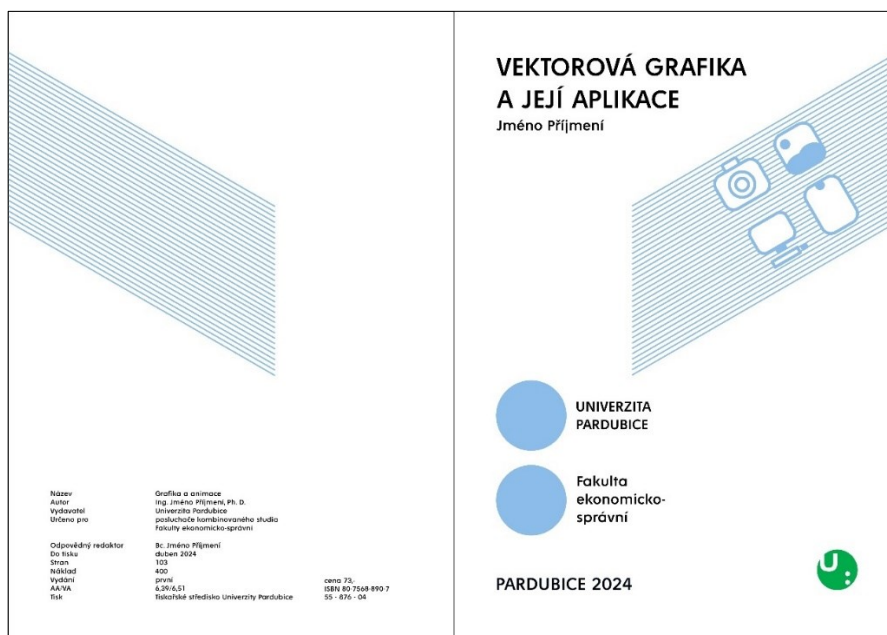 VEKTOROVÁ GRAFIKA
A JEJÍ APLIKACE
Jméno Příjmení
UNIVERZITA
PARDUBICE
Fakulta
ekonomicko-
správní
PARDUBICE 2024
U:
Název Grafika a animace
Autor Ing. Jméno Příjmení, Ph. D.
Vydavatel Univerzita Pardubice
Určeno pro posluchače kombinovaného studia
Fakulty ekonomicko-správní
Odpovědný redaktor Bc. Jméno Příjmení
Do tisku duben 2024
Stran 103
Náklad 400
Vydání první cena 73,-
AA/VA 6,39/6,51 ISBN 80-7568-890-7
Tisk Tiskařské středisko Univerzity Pardubice 55 - 876 - 04